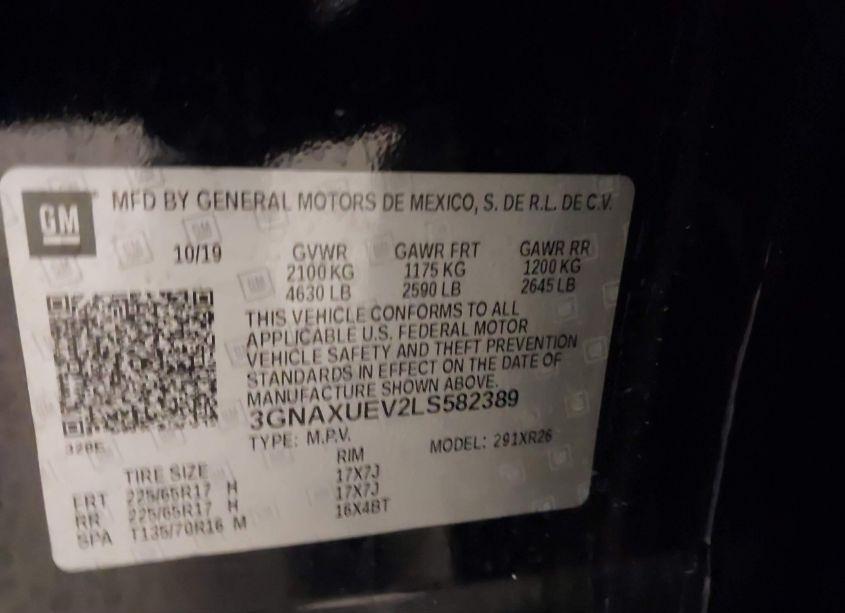 GM
MFD BY GENERAL MOTORS DE MEXICO, S. DE R.L. DE C.V.
10/19 GVWR GAWR FRT GAWR RR
2100 KG 1175 KG 1200 KG
4630 LB 2590 LB 2645 LB
THIS VEHICLE CONFORMS TO ALL
APPLICABLE U.S. FEDERAL MOTOR
VEHICLE SAFETY AND THEFT PREVENTION
STANDARDS IN EFFECT ON THE DATE OF
MANUFACTURE SHOWN ABOVE.
3GNAXUEV2LS582389
TYPE: M.P.V. MODEL: 291XR26
TIRE SIZE RIM
FRT 225/65R17 H 17X7J
RR 225/65R17 H 17X7J
SPA T135/70R16 M 16X4BT